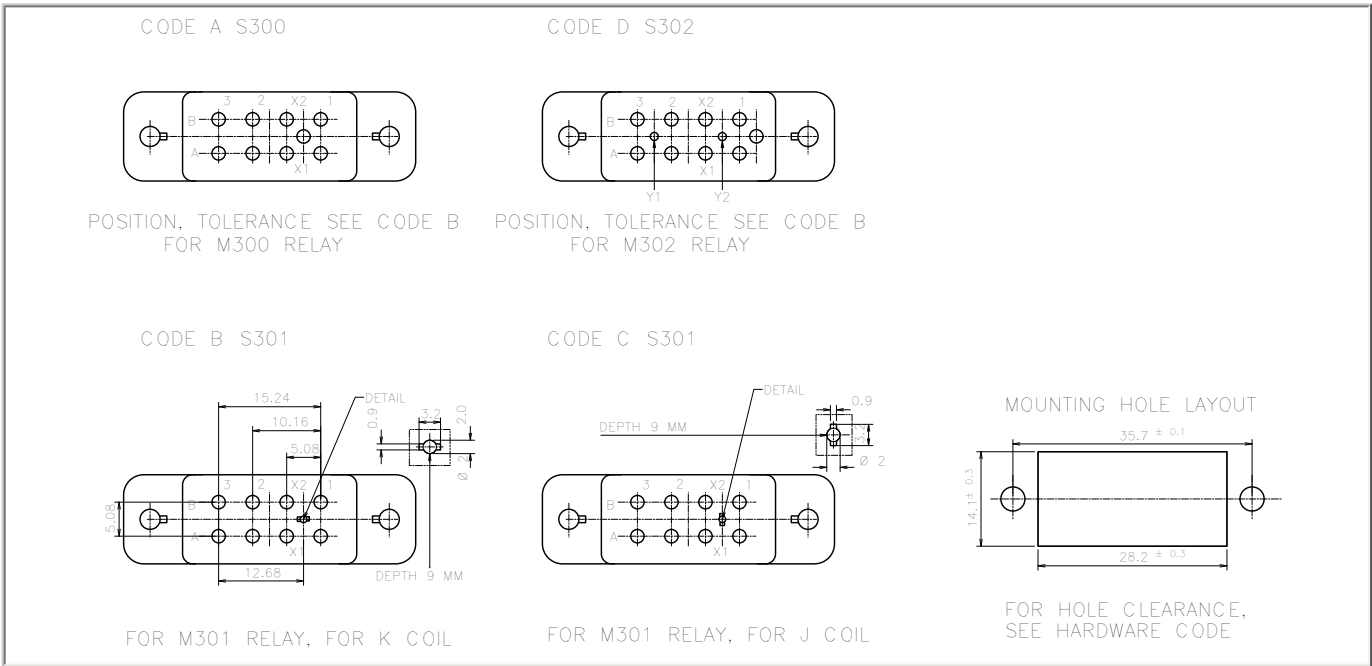 CODE A S300
3 2 X2 1
B
A
X1
POSITION, TOLERANCE SEE CODE B
FOR M300 RELAY
CODE D S302
3 2 X2 1
B
A
X1
Y1 Y2
POSITION, TOLERANCE SEE CODE B
FOR M302 RELAY
CODE B S301
15.24
10.16
5.08
DETAIL
0.9
3.2
2.0
Ø 2
3 2 X2 1
B
A
X1
5.08
12.68
DEPTH 9 MM
FOR M301 RELAY, FOR K COIL
CODE C S301
DETAIL
DEPTH 9 MM
0.9
3.2
Ø 2
3 2 X2 1
B
A
X1
FOR M301 RELAY, FOR J COIL
MOUNTING HOLE LAYOUT
35.7 ± 0.1
14.1 ± 0.3
28.2 ± 0.3
FOR HOLE CLEARANCE,
SEE HARDWARE CODE